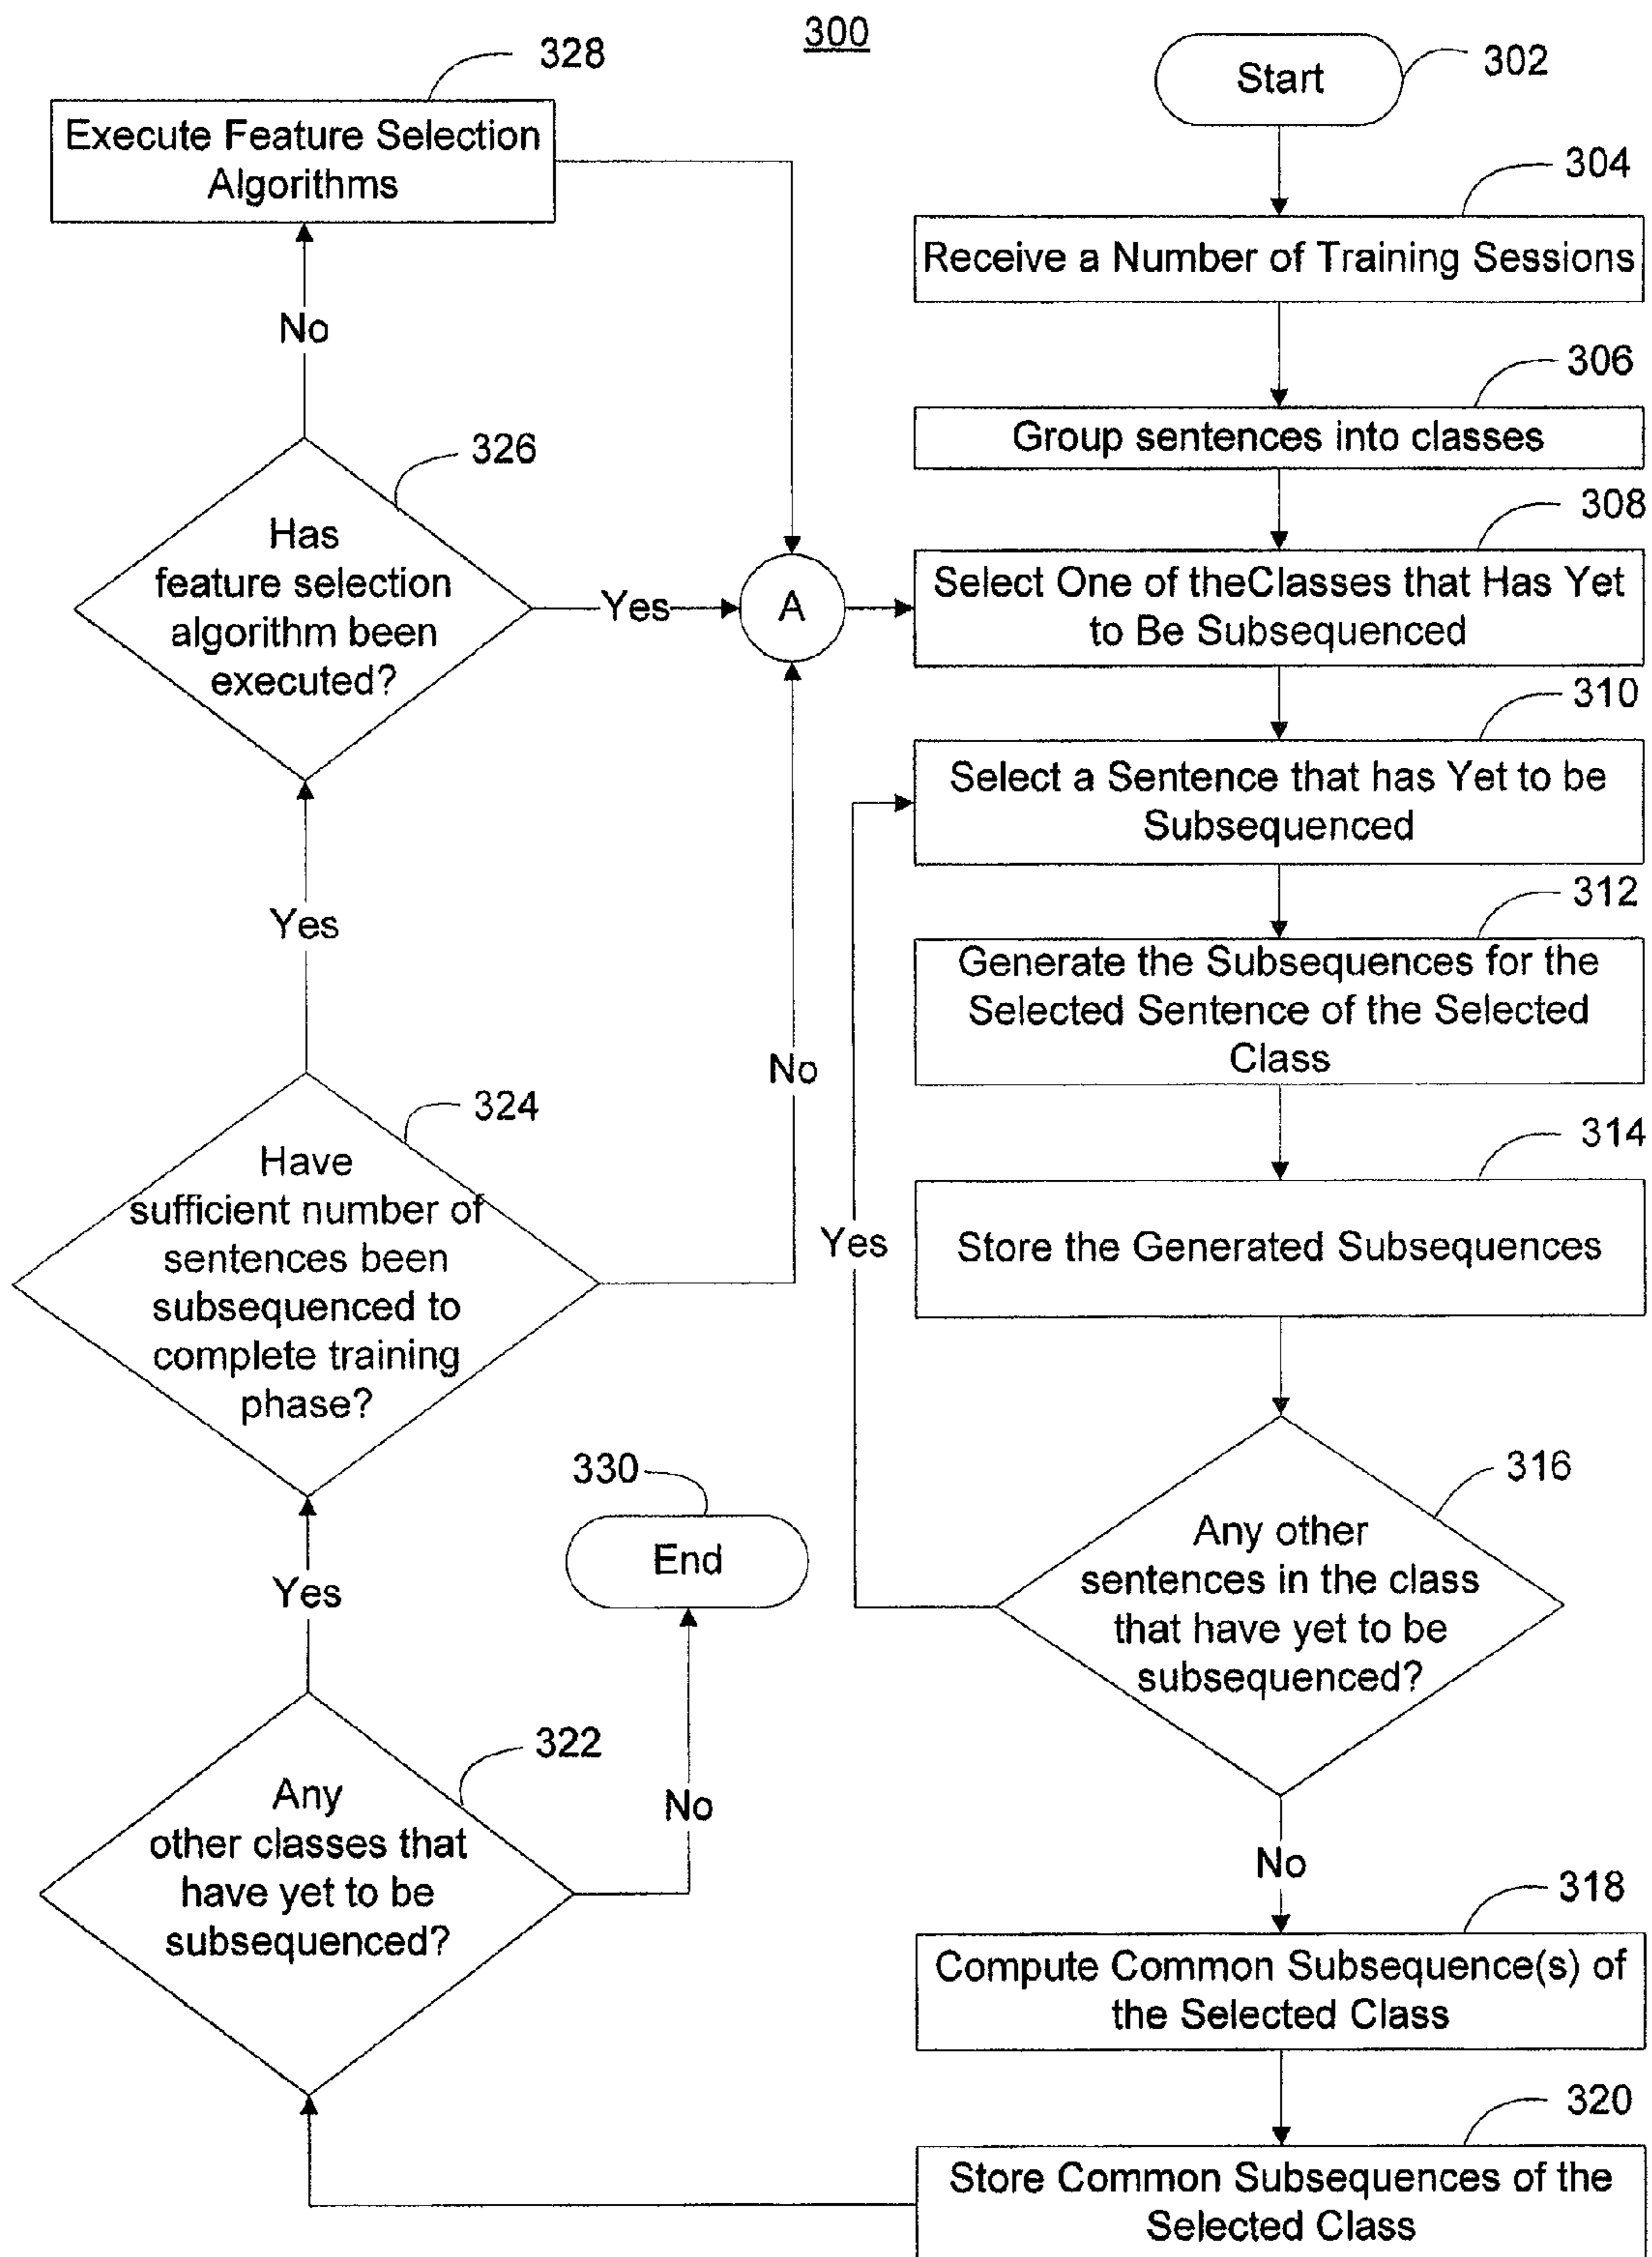 300
Start
302
304
Receive a Number of Training Sessions
306
Group sentences into classes
308
Select One of theClasses that Has Yet
to Be Subsequenced
A
310
Select a Sentence that has Yet to be
Subsequenced
312
Generate the Subsequences for the
Selected Sentence of the Selected
Class
314
Store the Generated Subsequences
316
Any other
sentences in the class
that have yet to be
subsequenced?
Yes
No
318
Compute Common Subsequence(s) of
the Selected Class
320
Store Common Subsequences of the
Selected Class
322
Any
other classes that
have yet to be
subsequenced?
No
330
End
Yes
324
Have
sufficient number of
sentences been
subsequenced to
complete training
phase?
No
Yes
326
Has
feature selection
algorithm been
executed?
Yes
No
328
Execute Feature Selection
Algorithms